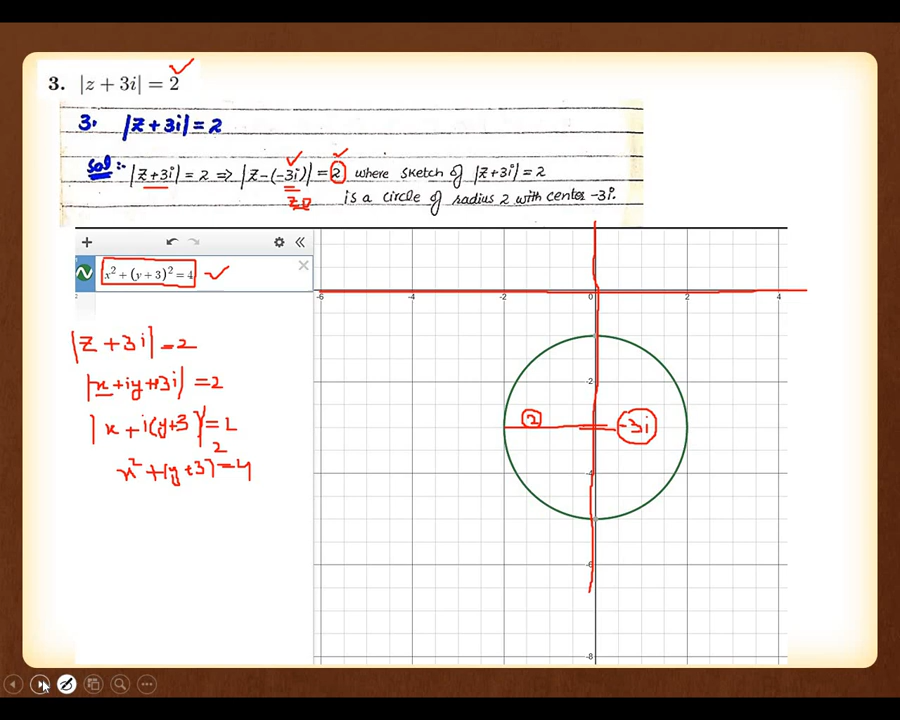 3. |z + 3i| = 2
3. |z+3i| = 2
Sol:- |z+3i| = 2 ⇒ |z-(-3i)| = 2 where sketch of |z+3i| = 2
is a circle of radius 2 with center -3i.
x² + (y + 3)² = 4
-6 -4 -2 0 2 4
-2
-4
-6
-8
2
-3i
|z + 3i| = 2
|x + iy + 3i| = 2
|x + i(y+3)| = 2
x² + (y+3)² = 4